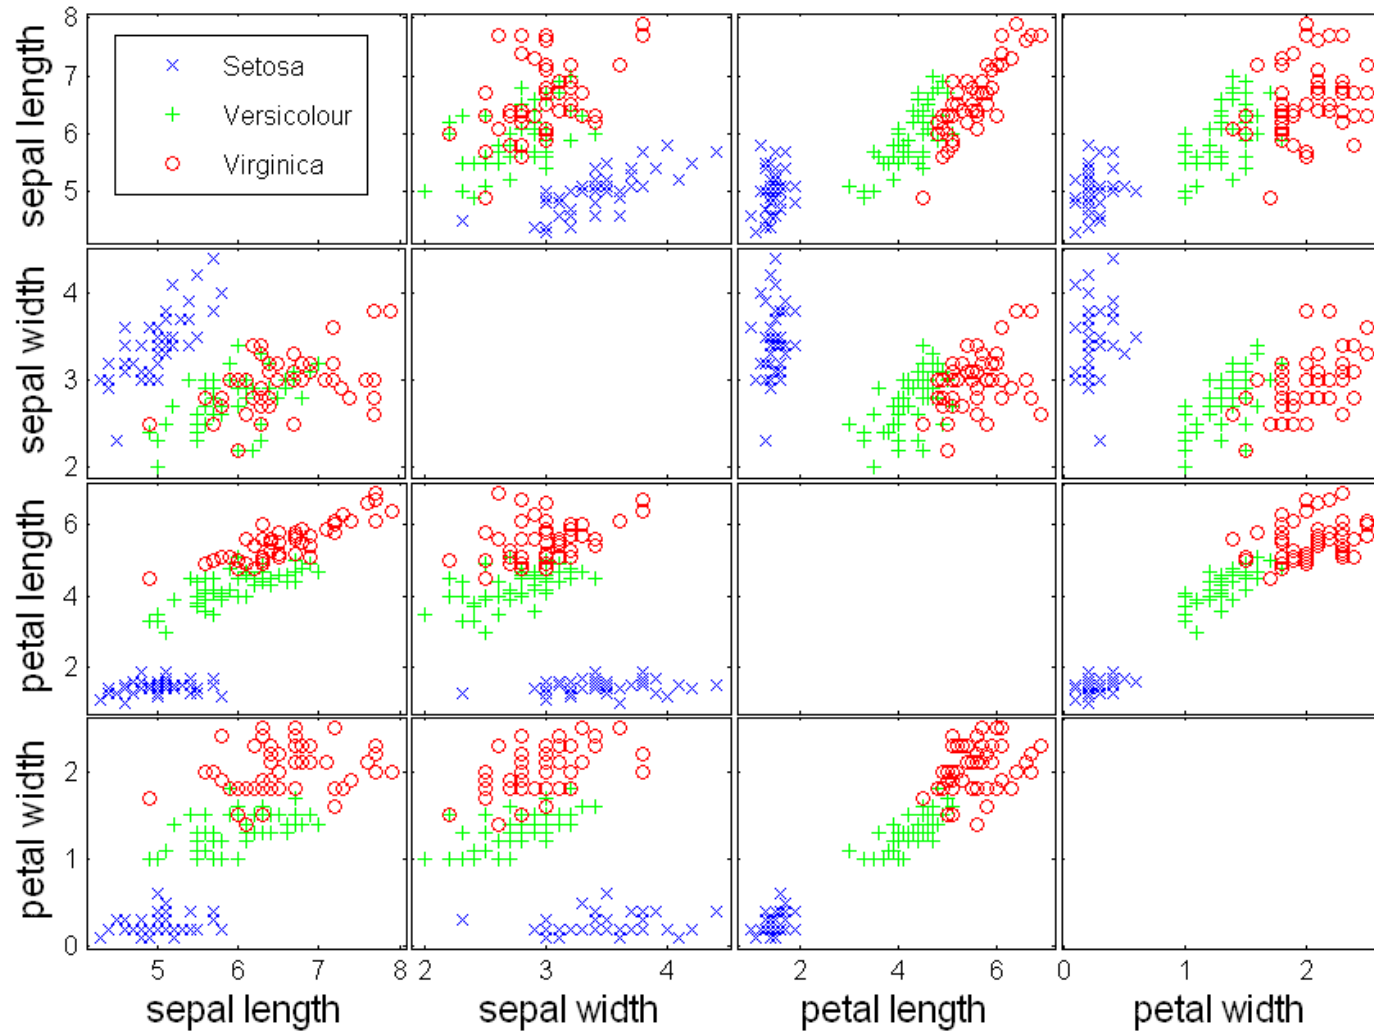 sepal length
8
7
6
5
Setosa
Versicolour
Virginica
sepal width
4
3
2
petal length
6
4
2
petal width
2
1
0
5 6 7 8 2 3 4 2 4 6 0 1 2
sepal length sepal width petal length petal width